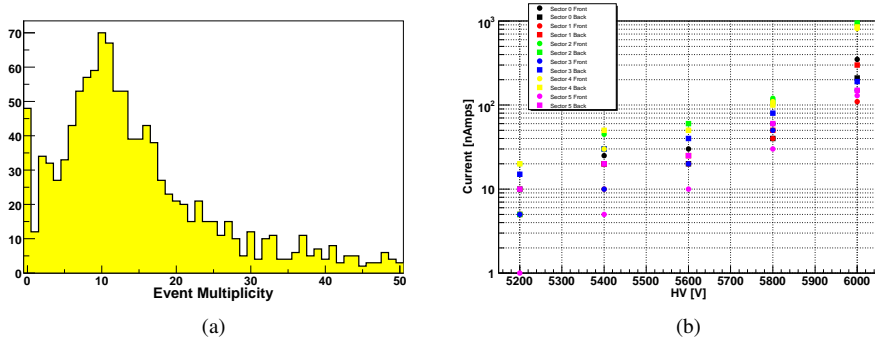 70
60
50
40
30
20
10
0
0 10 20 30 40 50
Event Multiplicity
(a)
Sector 0 Front
Sector 0 Back
Sector 1 Front
Sector 1 Back
Sector 2 Front
Sector 2 Back
Sector 3 Front
Sector 3 Back
Sector 4 Front
Sector 4 Back
Sector 5 Front
Sector 5 Back
Current [nAmps]
10³
10²
10
1
5200 5300 5400 5500 5600 5700 5800 5900 6000
HV [V]
(b)